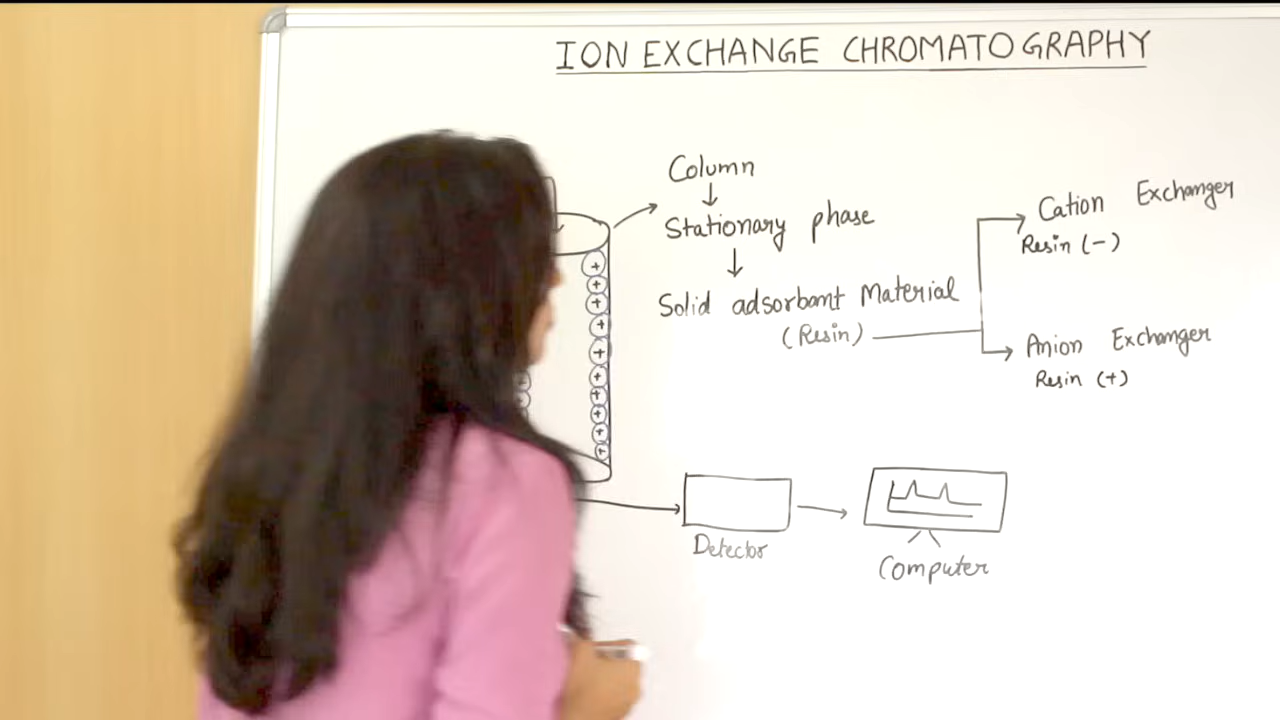 ION EXCHANGE CHROMATOGRAPHY
Column
Stationary phase
Solid adsorbant Material
(Resin)
Cation Exchanger
Resin (-)
Anion Exchanger
Resin (+)
+
+
+
+
+
+
+
+
+
+
Detector
Computer